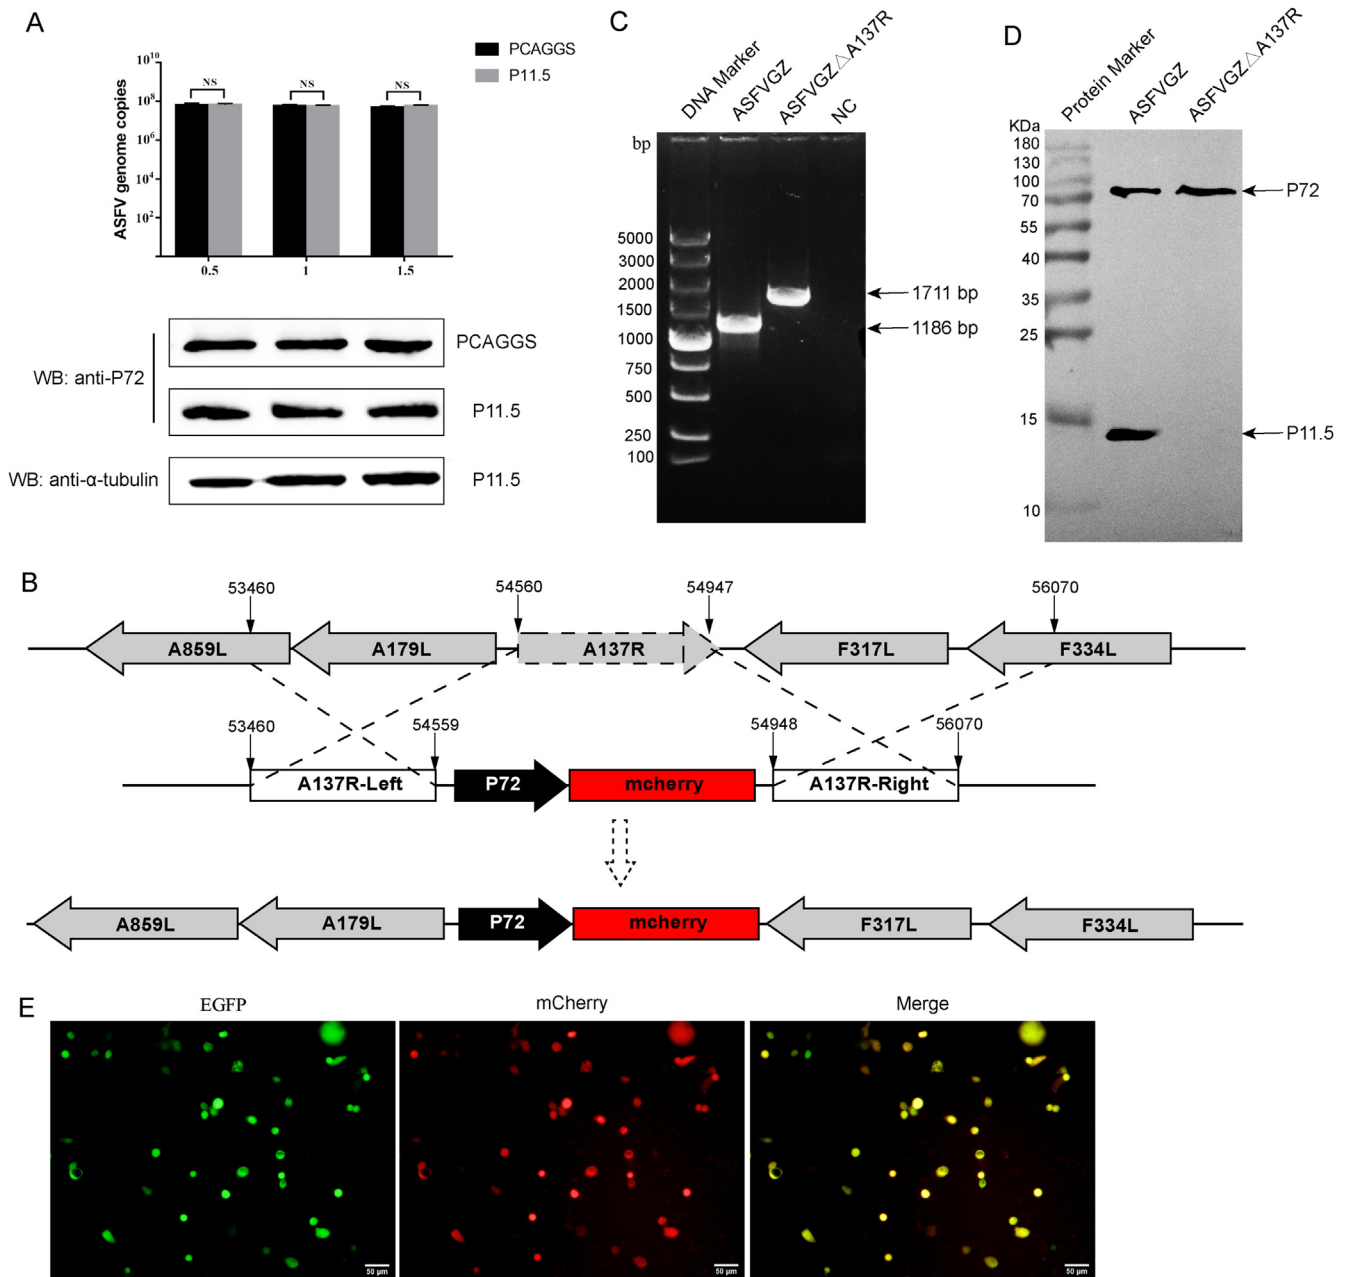 A
PCAGGS
P11.5
ASFV genome copies
10^10
10^8
10^6
10^4
10^2
NS
NS
NS
0.5
1
1.5
WB: anti-P72
PCAGGS
P11.5
WB: anti-α-tubulin
P11.5
C
DNA Marker
ASFVGZ
ASFVGZ△A137R
NC
bp
5000
3000
2000
1500
1000
750
500
250
100
1711 bp
1186 bp
D
Protein Marker
ASFVGZ
ASFVGZ△A137R
KDa
180
130
100
70
55
40
35
25
15
10
P72
P11.5
B
53460
54560
54947
56070
A859L
A179L
A137R
F317L
F334L
53460
54559
54948
56070
A137R-Left
P72
mcherry
A137R-Right
A859L
A179L
P72
mcherry
F317L
F334L
E
EGFP
mCherry
Merge
50 μm
50 μm
50 μm